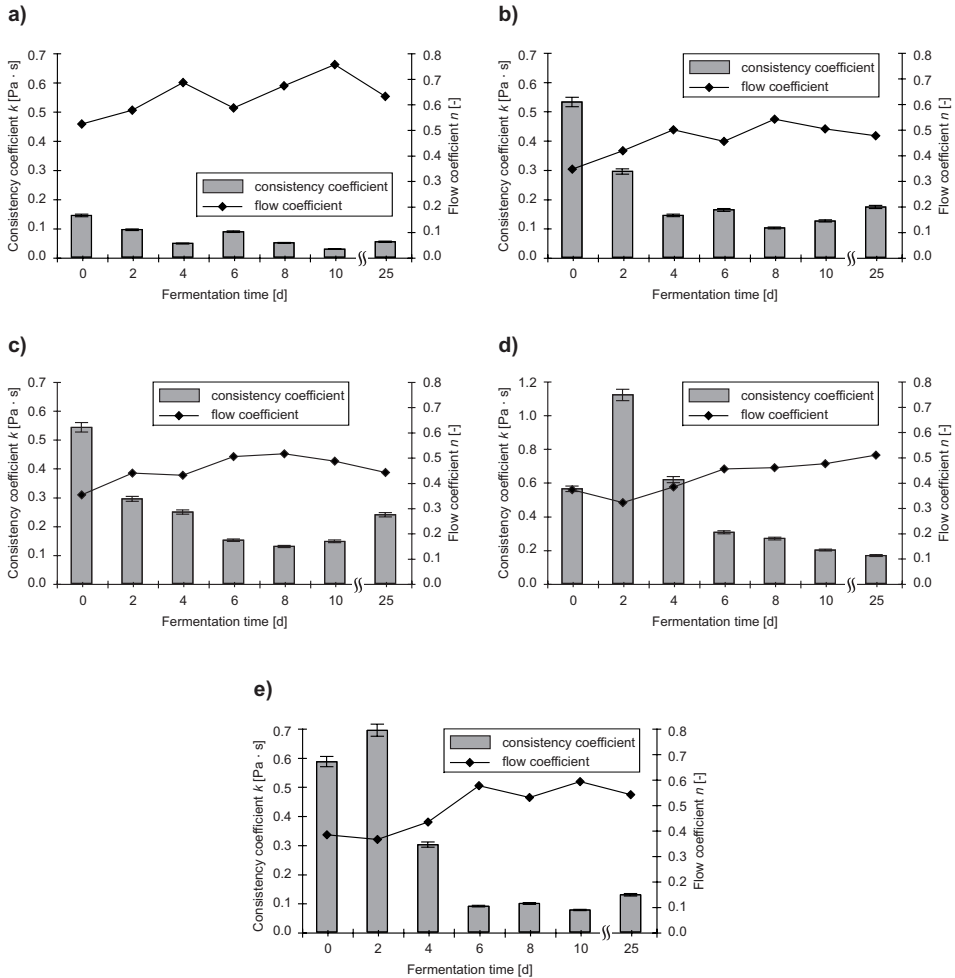 a)
Consistency coefficient k [Pa · s]
0.7
0.6
0.5
0.4
0.3
0.2
0.1
0.0
consistency coefficient
flow coefficient
0.8
0.7
0.6
0.5
0.4
0.3
0.2
0.1
0.0
Flow coefficient n [-]
0 2 4 6 8 10 25
Fermentation time [d]
b)
Consistency coefficient k [Pa · s]
0.7
0.6
0.5
0.4
0.3
0.2
0.1
0.0
consistency coefficient
flow coefficient
0.8
0.7
0.6
0.5
0.4
0.3
0.2
0.1
0.0
Flow coefficient n [-]
0 2 4 6 8 10 25
Fermentation time [d]
c)
Consistency coefficient k [Pa · s]
0.7
0.6
0.5
0.4
0.3
0.2
0.1
0.0
consistency coefficient
flow coefficient
0.8
0.7
0.6
0.5
0.4
0.3
0.2
0.1
0.0
Flow coefficient n [-]
0 2 4 6 8 10 25
Fermentation time [d]
d)
Consistency coefficient k [Pa · s]
1.2
1.0
0.8
0.6
0.4
0.2
0.0
consistency coefficient
flow coefficient
0.8
0.7
0.6
0.5
0.4
0.3
0.2
0.1
0.0
Flow coefficient n [-]
0 2 4 6 8 10 25
Fermentation time [d]
e)
Consistency coefficient k [Pa · s]
0.7
0.6
0.5
0.4
0.3
0.2
0.1
0.0
consistency coefficient
flow coefficient
0.8
0.7
0.6
0.5
0.4
0.3
0.2
0.1
0.0
Flow coefficient n [-]
0 2 4 6 8 10 25
Fermentation time [d]